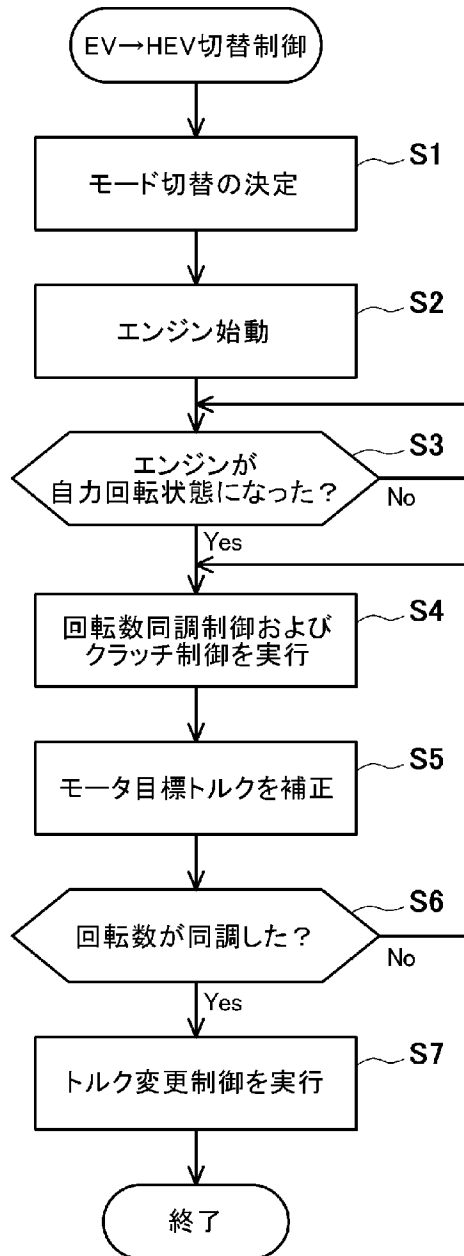 EV→HEV切替制御
S1
モード切替の決定
S2
エンジン始動
S3
エンジンが
自力回転状態になった？
No
Yes
S4
回転数同調制御および
クラッチ制御を実行
S5
モータ目標トルクを補正
S6
回転数が同調した？
No
Yes
S7
トルク変更制御を実行
終了